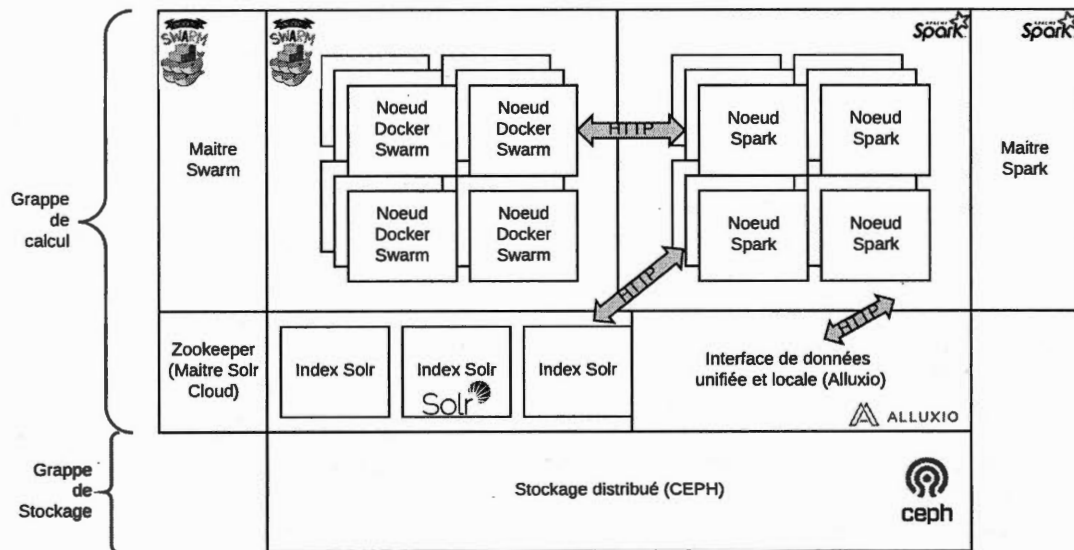 SWARM
SWARM
APACHE
Spark
APACHE
Spark
Maitre
Swarm
Noeud
Docker
Swarm
Noeud
Docker
Swarm
HTTP
Noeud
Spark
Noeud
Spark
Maitre
Spark
Grappe
de
calcul
Noeud
Docker
Swarm
Noeud
Docker
Swarm
Noeud
Spark
Noeud
Spark
HTTP
HTTP
Zookeeper
(Maitre Solr
Cloud)
Index Solr
Index Solr
Solr
Index Solr
Interface de données
unifiée et locale (Alluxio)
ALLUXIO
Grappe
de
Stockage
Stockage distribué (CEPH)
ceph